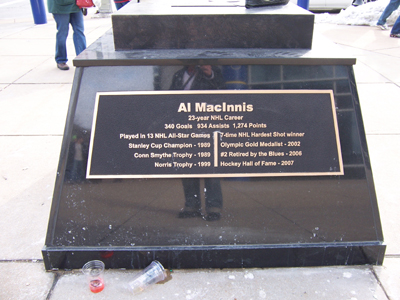 Al MacInnis
23-year NHL Career
340 Goals 934 Assists 1,274 Points
Played in 13 NHL All-Star Games
7-time NHL Hardest Shot winner
Stanley Cup Champion - 1989
Olympic Gold Medalist - 2002
Conn Smythe Trophy - 1989
#2 Retired by the Blues - 2006
Norris Trophy - 1999
Hockey Hall of Fame - 2007